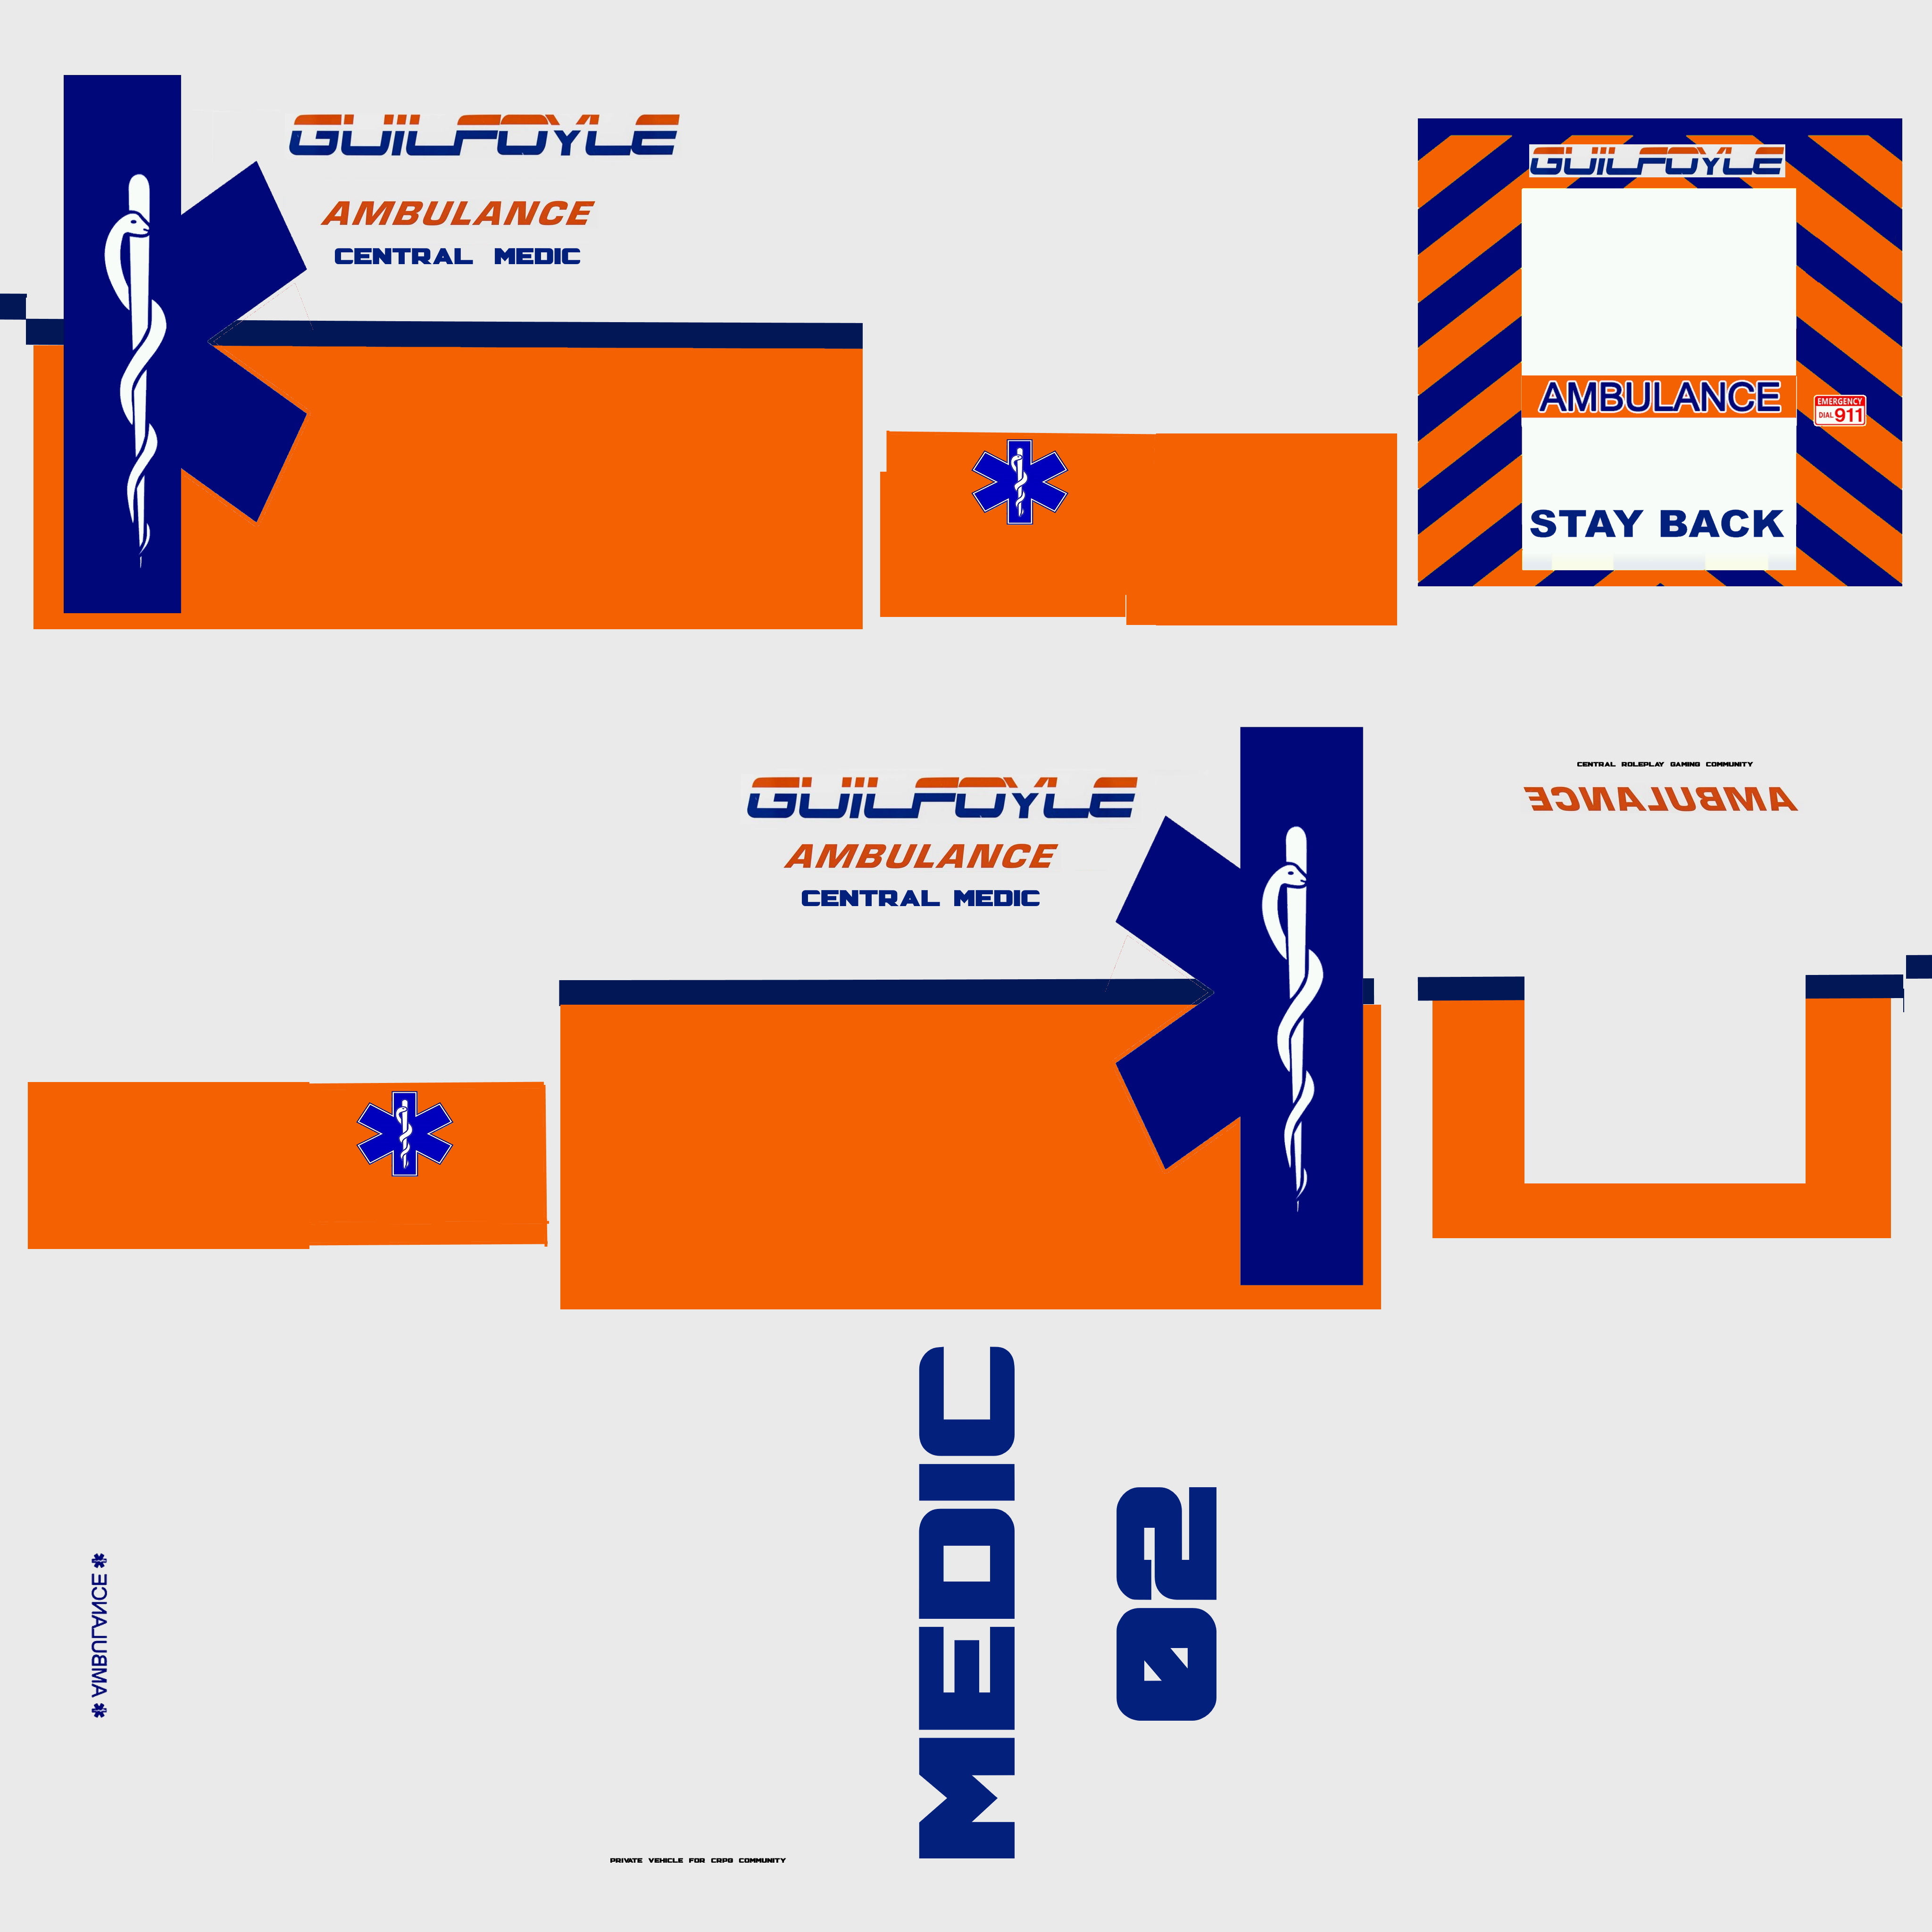 GUILFOYLE
AMBULANCE
CENTRAL MEDIC
GUILFOYLE
AMBULANCE
EMERGENCY
DIAL 911
STAY BACK
GUILFOYLE
AMBULANCE
CENTRAL MEDIC
CENTRAL ROLEPLAY GAMING COMMUNITY
AMBULANCE
MEDIC
02
AMBULANCE
PRIVATE VEHICLE FOR CRPG COMMUNITY